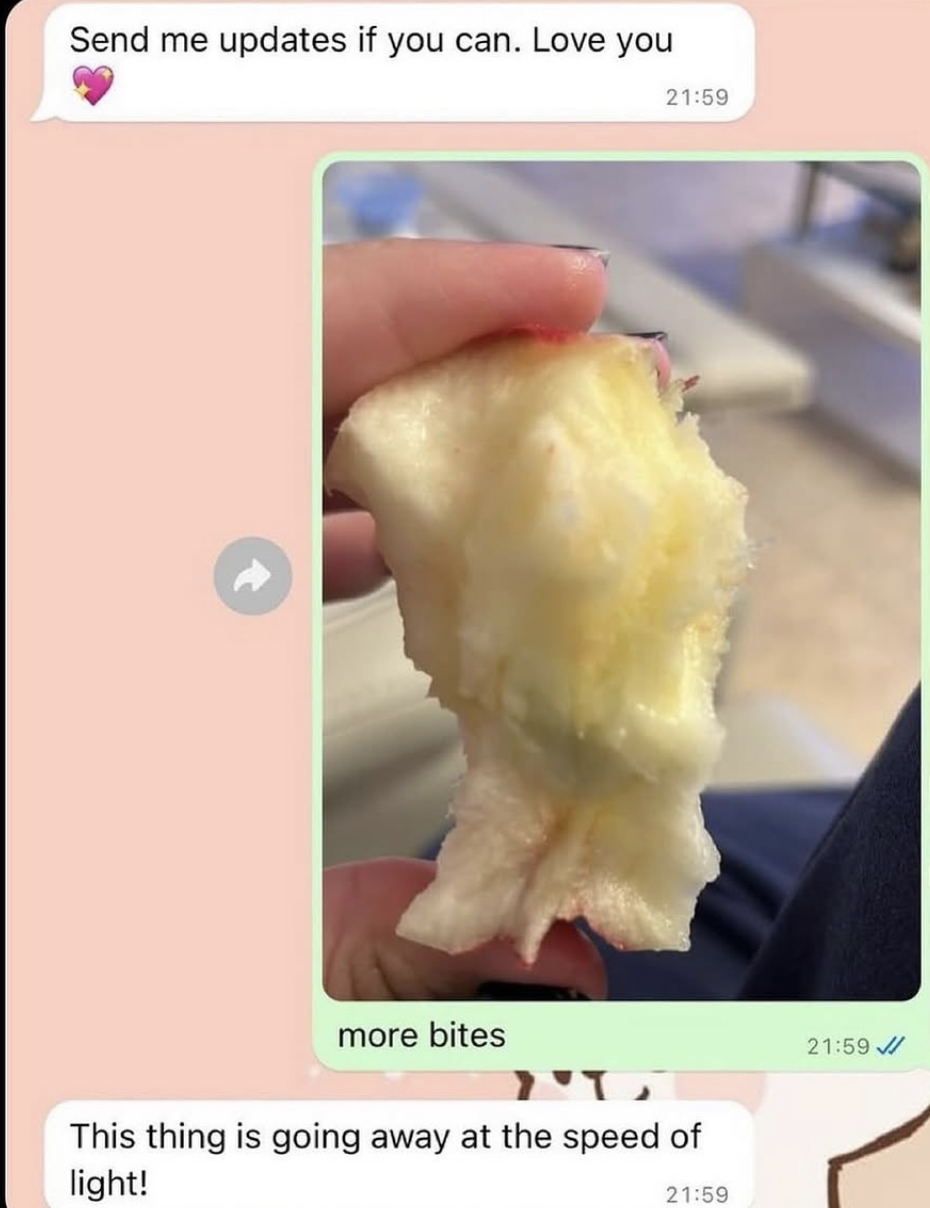 Send me updates if you can. Love you
💖
21:59
more bites
21:59
This thing is going away at the speed of
light!
21:59